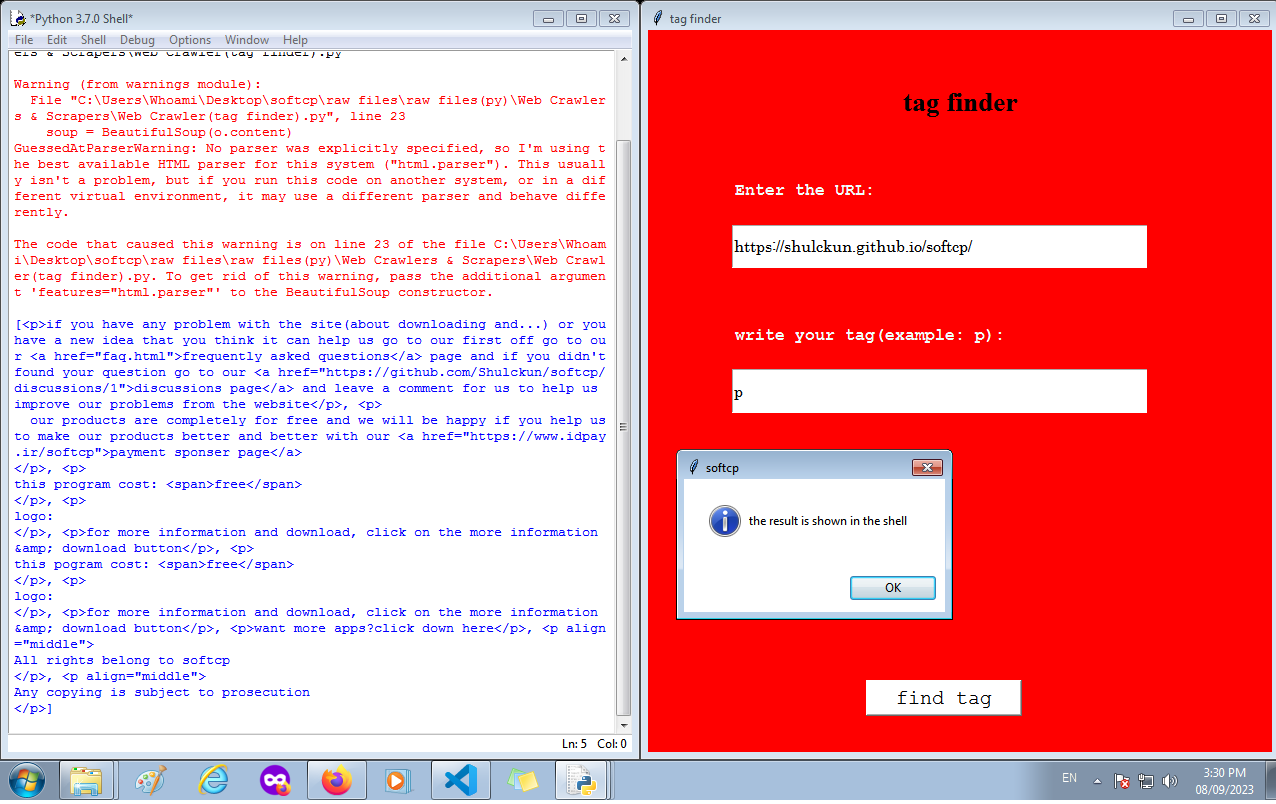 *Python 3.7.0 Shell*
File Edit Shell Debug Options Window Help
ers & Scrapers\Web Crawler(tag finder).py
Warning (from warnings module):
File "C:\Users\Whoami\Desktop\softcp\raw files\raw files(py)\Web Crawler
s & Scrapers\Web Crawler(tag finder).py", line 23
soup = BeautifulSoup(o.content)
GuessedAtParserWarning: No parser was explicitly specified, so I'm using t
he best available HTML parser for this system ("html.parser"). This usuall
y isn't a problem, but if you run this code on another system, or in a dif
ferent virtual environment, it may use a different parser and behave diffe
rently.
The code that caused this warning is on line 23 of the file C:\Users\Whoam
i\Desktop\softcp\raw files\raw files(py)\Web Crawlers & Scrapers\Web Crawl
er(tag finder).py. To get rid of this warning, pass the additional argumen
t 'features="html.parser"' to the BeautifulSoup constructor.
[<p>if you have any problem with the site(about downloading and...) or you
have a new idea that you think it can help us go to our first off go to ou
r <a href="faq.html">frequently asked questions</a> page and if you didn't
found your question go to our <a href="https://github.com/Shulckun/softcp/
discussions/1">discussions page</a> and leave a comment for us to help us
improve our problems from the website</p>, <p>
our products are completely for free and we will be happy if you help us
to make our products better and better with our <a href="https://www.idpay
.ir/softcp">payment sponser page</a>
</p>, <p>
this program cost: <span>free</span>
</p>, <p>
logo:
</p>, <p>for more information and download, click on the more information
&amp; download button</p>, <p>
this pogram cost: <span>free</span>
</p>, <p>
logo:
</p>, <p>for more information and download, click on the more information
&amp; download button</p>, <p>want more apps?click down here</p>, <p align
="middle">
All rights belong to softcp
</p>, <p align="middle">
Any copying is subject to prosecution
</p>]
Ln: 5 Col: 0
tag finder
tag finder
Enter the URL:
https://shulckun.github.io/softcp/
write your tag(example: p):
p
softcp
the result is shown in the shell
OK
find tag
EN
3:30 PM
08/09/2023